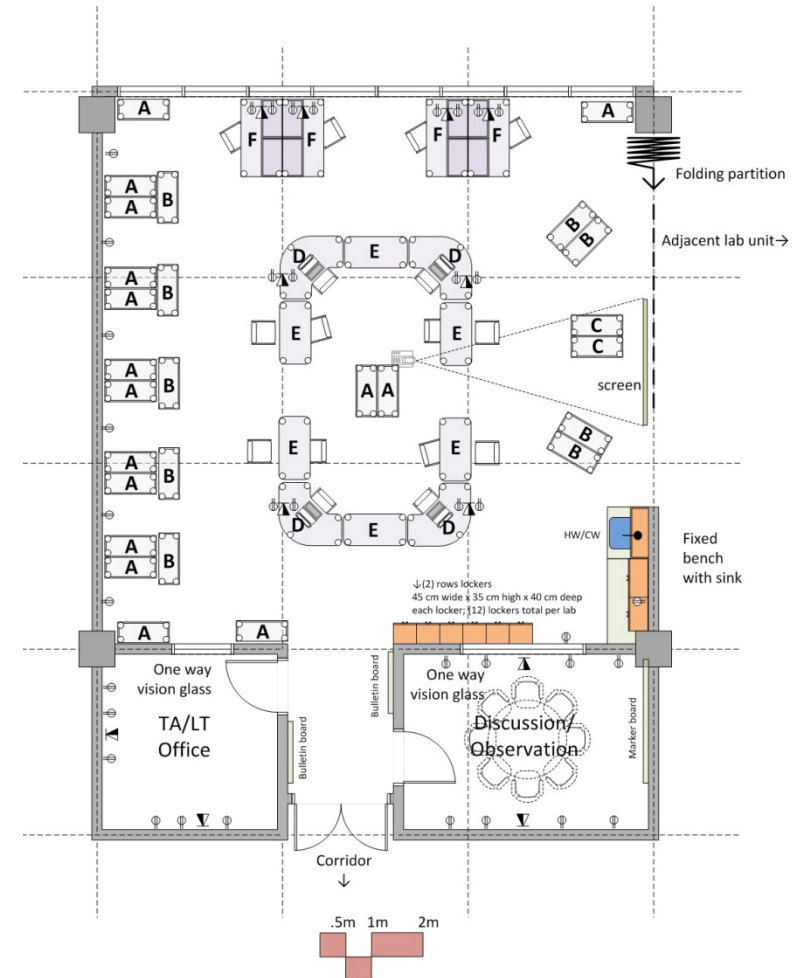 A
A
F
F
F
F
Folding partition
A
A
B
B
B
Adjacent lab unit→
D
E
D
A
A
B
E
E
C
C
screen
A
A
B
A
A
B
B
A
A
B
E
E
D
E
D
HW/CW
Fixed
bench
with sink
A
A
B
↓(2) rows lockers
45 cm wide x 35 cm high x 40 cm deep
each locker; (12) lockers total per lab
A
A
One way
vision glass
TA/LT
Office
Bulletin board
Bulletin board
One way
vision glass
Discussion/
Observation
Marker board
Corridor
↓
.5m 1m 2m